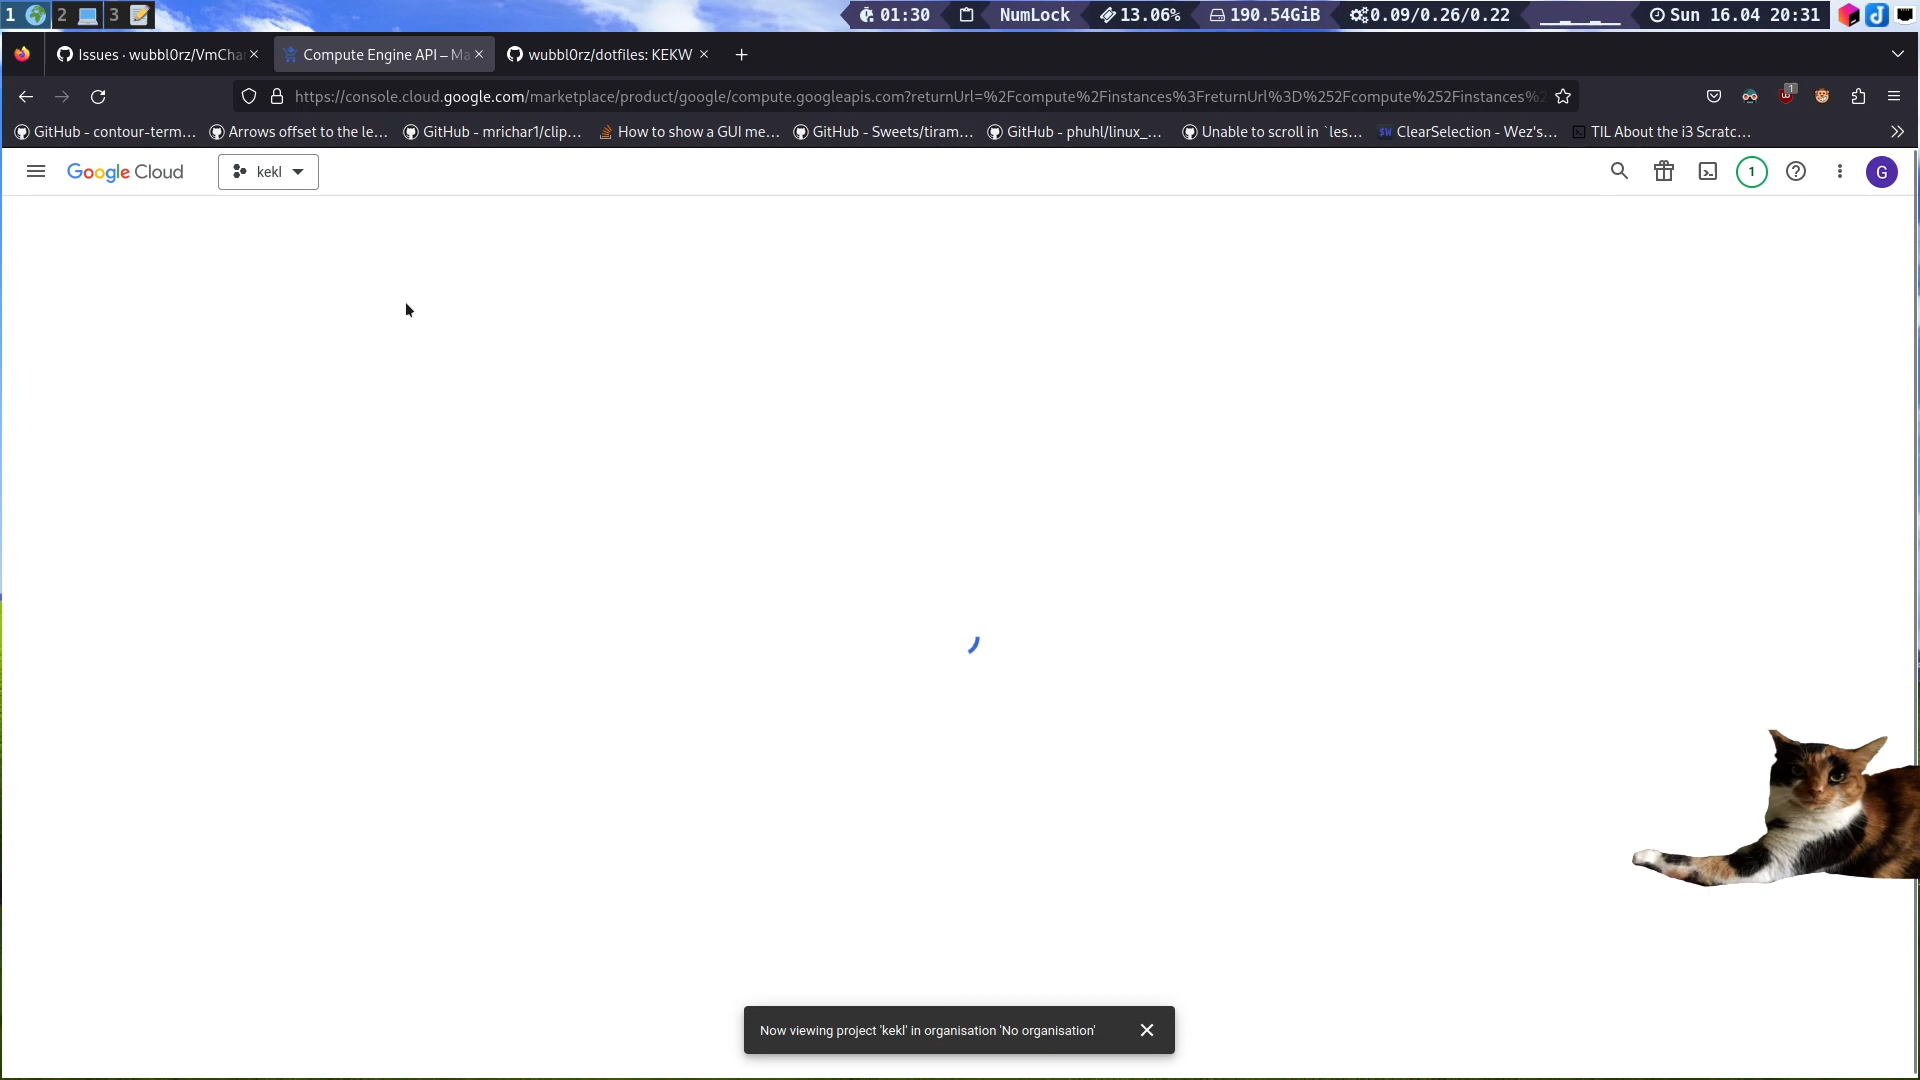 1 2 3 01:30 NumLock 13.06% 190.54GiB 0.09/0.26/0.22 Sun 16.04 20:31
Issues · wubbl0rz/VmCha Compute Engine API – Ma wubbl0rz/dotfiles: KEKW
https://console.cloud.google.com/marketplace/product/google/compute.googleapis.com?returnUrl=%2Fcompute%2Finstances%3FreturnUrl%3D%252Fcompute%252Finstances%2 1
GitHub - contour-term... Arrows offset to the le... GitHub - mrichar1/clip... How to show a GUI me... GitHub - Sweets/tiram... GitHub - phuhl/linux_... Unable to scroll in `les... ClearSelection - Wez's... TIL About the i3 Scratc...
Google Cloud kekl 1 G
Now viewing project 'kekl' in organisation 'No organisation'